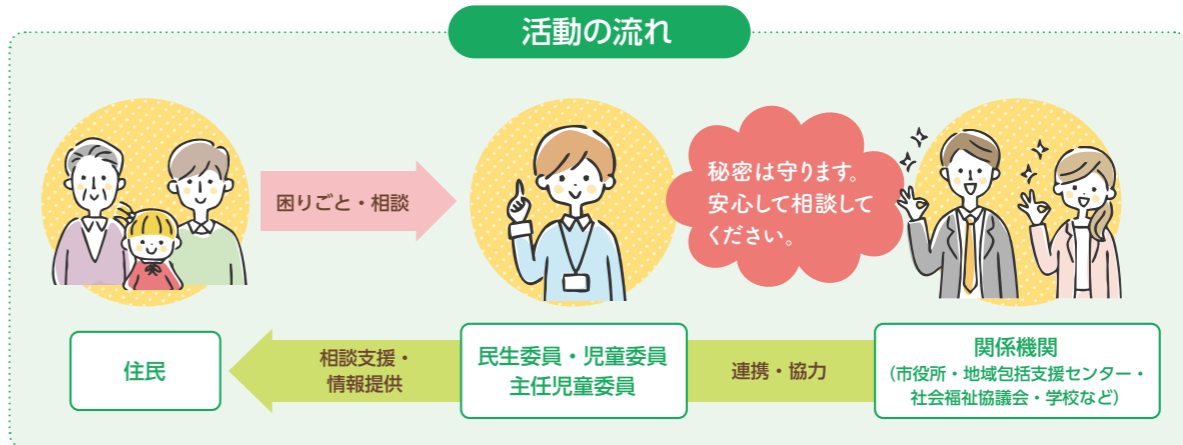 活動の流れ
困りごと・相談
秘密は守ります。
安心して相談して
ください。
住民
相談支援・
情報提供
民生委員・児童委員
主任児童委員
連携・協力
関係機関
（市役所・地域包括支援センター・
社会福祉協議会・学校など）